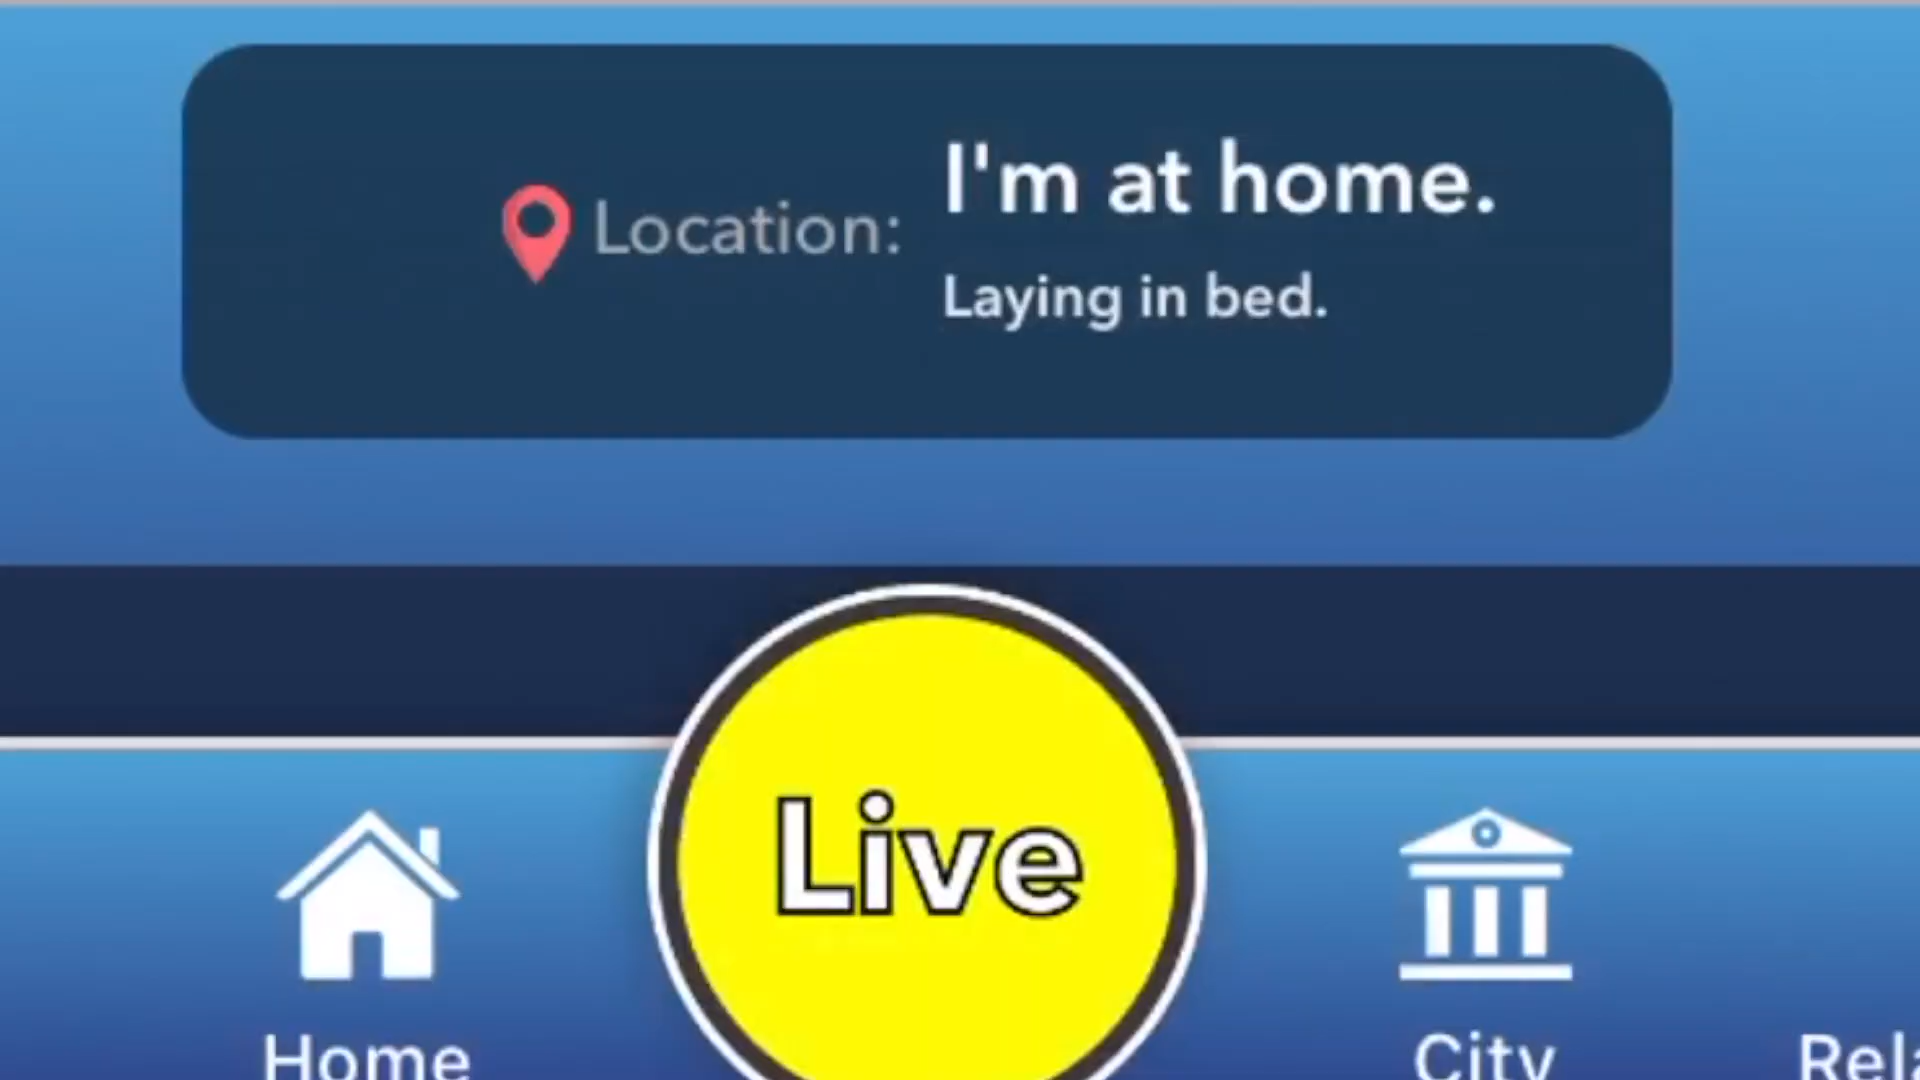 I'm at home.
Location:
Laying in bed.
Live
Home
City